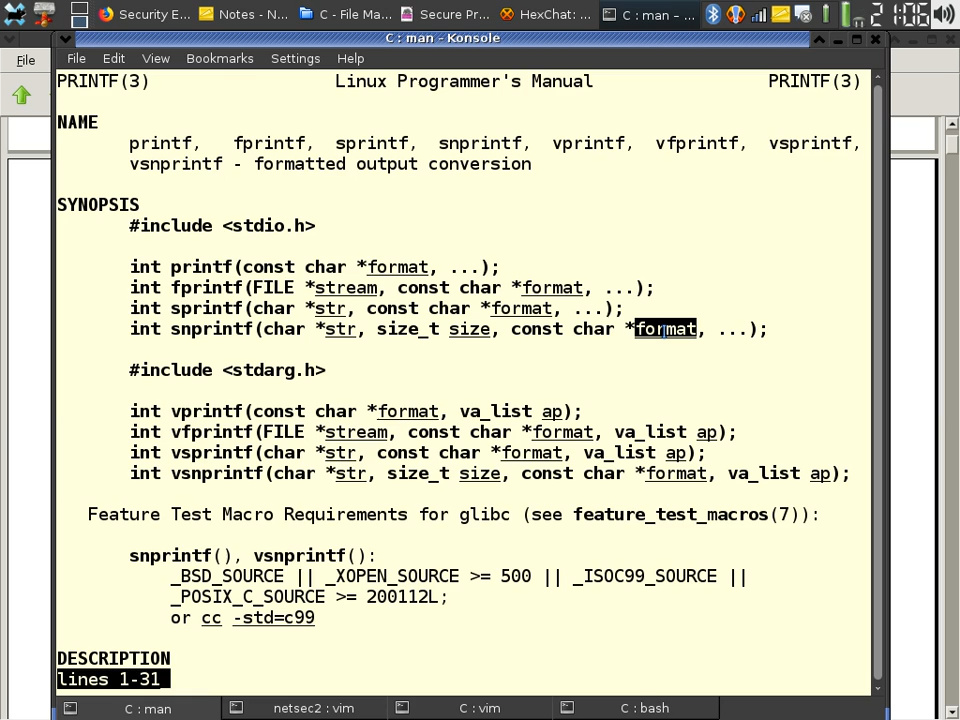 Security E...
Notes - N...
C - File Ma...
Secure Pr...
HexChat: ...
C : man – ...
2
1:06
C : man - Konsole
File
File Edit View Bookmarks Settings Help
PRINTF(3) Linux Programmer's Manual PRINTF(3)
NAME
printf, fprintf, sprintf, snprintf, vprintf, vfprintf, vsprintf,
vsnprintf - formatted output conversion
SYNOPSIS
#include <stdio.h>
int printf(const char *format, ...);
int fprintf(FILE *stream, const char *format, ...);
int sprintf(char *str, const char *format, ...);
int snprintf(char *str, size_t size, const char *format, ...);
#include <stdarg.h>
int vprintf(const char *format, va_list ap);
int vfprintf(FILE *stream, const char *format, va_list ap);
int vsprintf(char *str, const char *format, va_list ap);
int vsnprintf(char *str, size_t size, const char *format, va_list ap);
Feature Test Macro Requirements for glibc (see feature_test_macros(7)):
snprintf(), vsnprintf():
_BSD_SOURCE || _XOPEN_SOURCE >= 500 || _ISOC99_SOURCE ||
_POSIX_C_SOURCE >= 200112L;
or cc -std=c99
DESCRIPTION
lines 1-31
C : man
netsec2 : vim
C : vim
C : bash